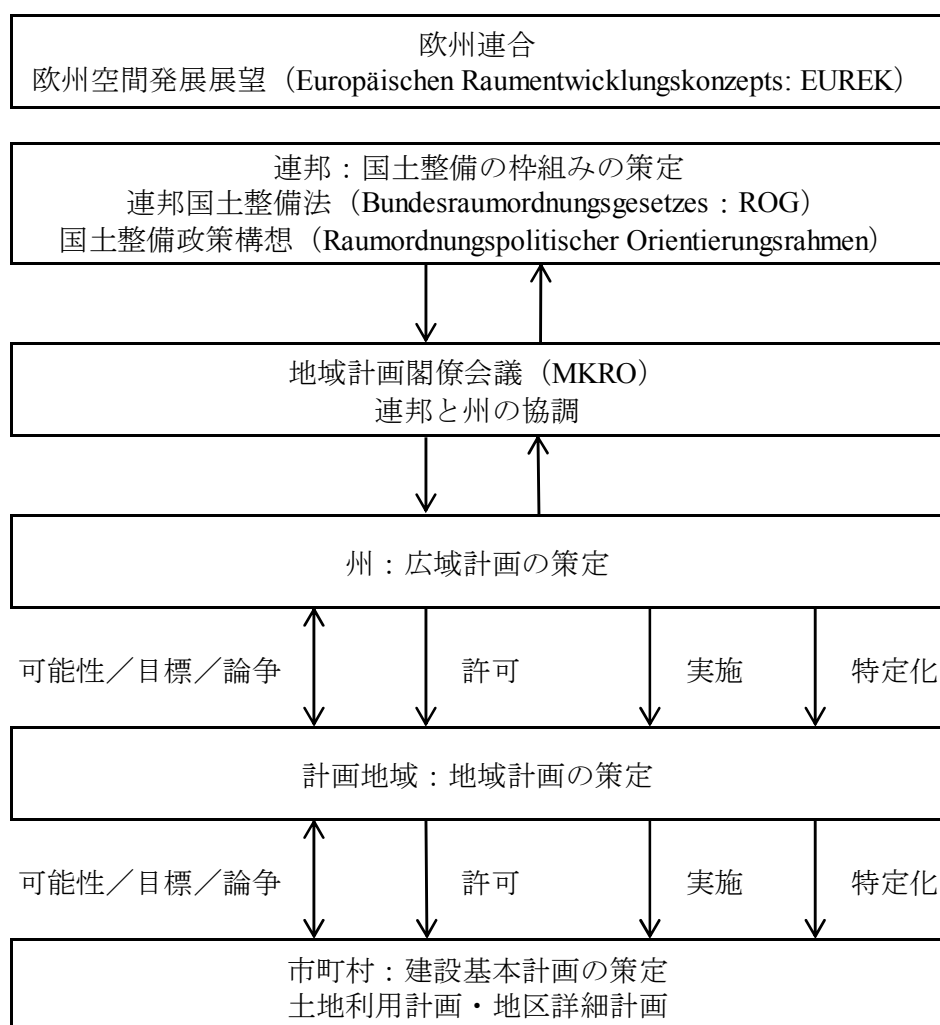 欧州連合
欧州空間発展展望（Europäischen Raumentwicklungskonzepts: EUREK）
連邦：国土整備の枠組みの策定
連邦国土整備法（Bundesraumordnungsgesetzes：ROG）
国土整備政策構想（Raumordnungspolitischer Orientierungsrahmen）
地域計画閣僚会議（MKRO）
連邦と州の協調
州：広域計画の策定
可能性／目標／論争 許可 実施 特定化
計画地域：地域計画の策定
可能性／目標／論争 許可 実施 特定化
市町村：建設基本計画の策定
土地利用計画・地区詳細計画